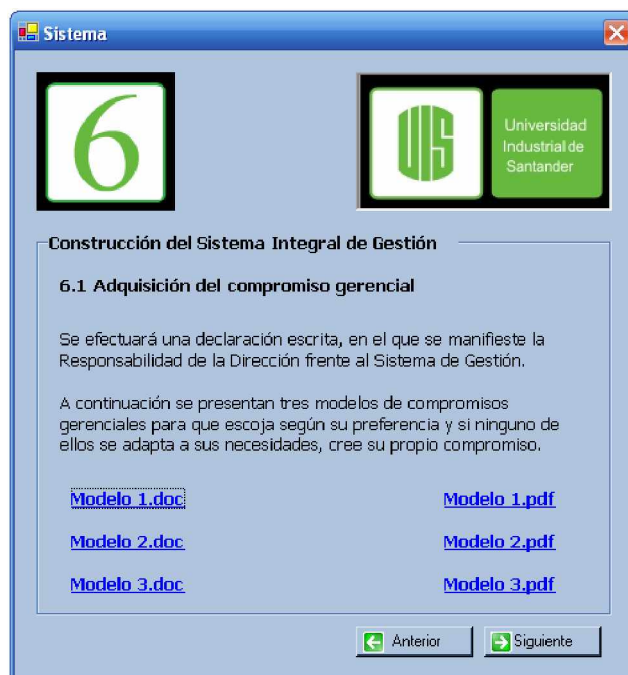 Sistema
6
UIS
Universidad
Industrial de
Santander
Construcción del Sistema Integral de Gestión
6.1 Adquisición del compromiso gerencial
Se efectuará una declaración escrita, en el que se manifieste la
Responsabilidad de la Dirección frente al Sistema de Gestión.
A continuación se presentan tres modelos de compromisos
gerenciales para que escoja según su preferencia y si ninguno de
ellos se adapta a sus necesidades, cree su propio compromiso.
Modelo 1.doc
Modelo 1.pdf
Modelo 2.doc
Modelo 2.pdf
Modelo 3.doc
Modelo 3.pdf
Anterior
Siguiente